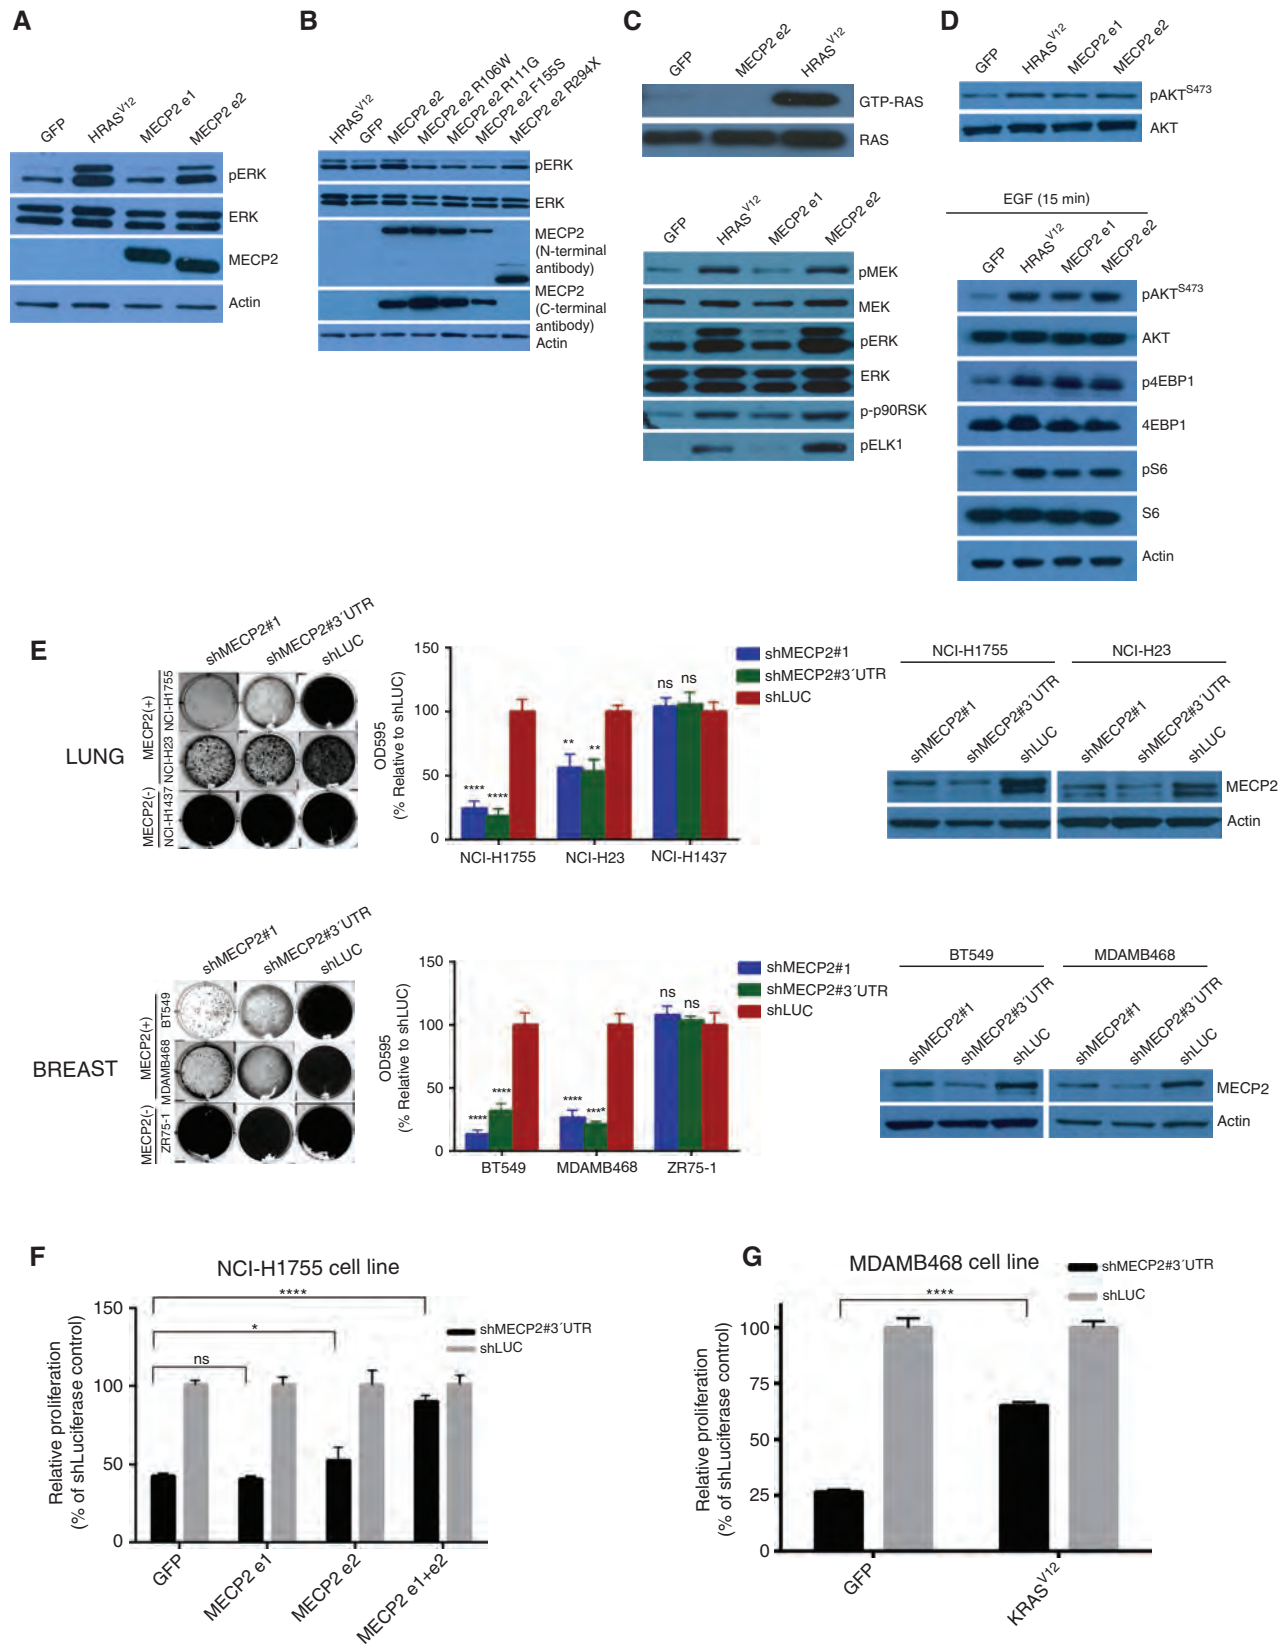 A
GFP
HRASV12
MECP2 e1
MECP2 e2
pERK
ERK
MECP2
Actin
B
HRASV12
GFP
MECP2 e2
MECP2 e2 R106W
MECP2 e2 R111G
MECP2 e2 F155S
MECP2 e2 R294X
pERK
ERK
MECP2
(N-terminal
antibody)
MECP2
(C-terminal
antibody)
Actin
C
GFP
MECP2 e2
HRASV12
GTP-RAS
RAS
GFP
HRASV12
MECP2 e1
MECP2 e2
pMEK
MEK
pERK
ERK
p-p90RSK
pELK1
D
GFP
HRASV12
MECP2 e1
MECP2 e2
pAKTS473
AKT
EGF (15 min)
GFP
HRASV12
MECP2 e1
MECP2 e2
pAKTS473
AKT
p4EBP1
4EBP1
pS6
S6
Actin
E
LUNG
shMECP2#1
shMECP2#3´UTR
shLUC
MECP2(+)
NCI-H1755
NCI-H23
MECP2(-)
NCI-H1437
OD595
(% Relative to shLUC)
150
100
50
0
****
****
**
**
ns
ns
NCI-H1755
NCI-H23
NCI-H1437
shMECP2#1
shMECP2#3´UTR
shLUC
NCI-H1755
NCI-H23
shMECP2#1
shMECP2#3´UTR
shLUC
shMECP2#1
shMECP2#3´UTR
shLUC
MECP2
Actin
BREAST
shMECP2#1
shMECP2#3´UTR
shLUC
MECP2(+)
BT549
MDAMB468
MECP2(-)
ZR75-1
OD595
(% Relative to shLUC)
150
100
50
0
****
****
****
****
ns
ns
BT549
MDAMB468
ZR75-1
shMECP2#1
shMECP2#3´UTR
shLUC
BT549
MDAMB468
shMECP2#1
shMECP2#3´UTR
shLUC
shMECP2#1
shMECP2#3´UTR
shLUC
MECP2
Actin
F
NCI-H1755 cell line
Relative proliferation
(% of shLuciferase control)
150
100
50
0
****
*
ns
shMECP2#3´UTR
shLUC
GFP
MECP2 e1
MECP2 e2
MECP2 e1+e2
G
MDAMB468 cell line
Relative proliferation
(% of shLuciferase control)
100
75
50
25
0
****
shMECP2#3´UTR
shLUC
GFP
KRASV12